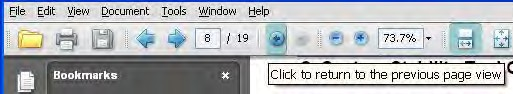 File Edit View Document Tools Window Help
8 / 19 73.7%
Bookmarks ×
Click to return to the previous page view